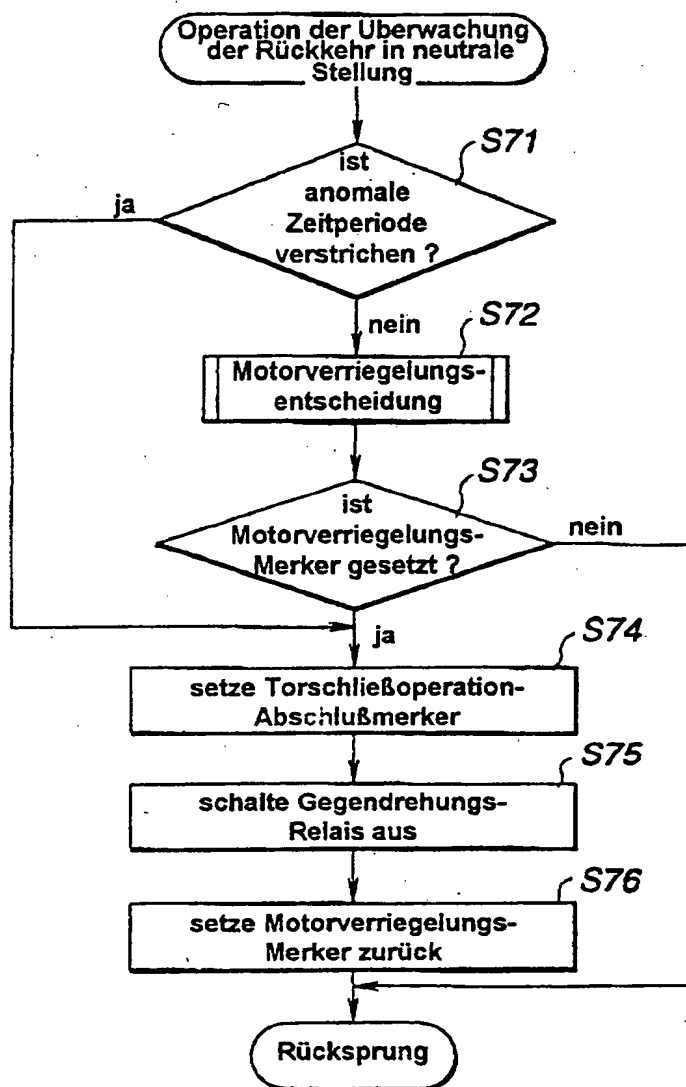 Operation der Überwachung
der Rückkehr in neutrale
Stellung
S71
ist
anomale
Zeitperiode
verstrichen ?
ja
nein
S72
Motorverriegelungs-
entscheidung
S73
ist
Motorverriegelungs-
Merker gesetzt ?
nein
ja
S74
setze Torschließoperation-
Abschlußmerker
S75
schalte Gegendrehungs-
Relais aus
S76
setze Motorverriegelungs-
Merker zurück
Rücksprung